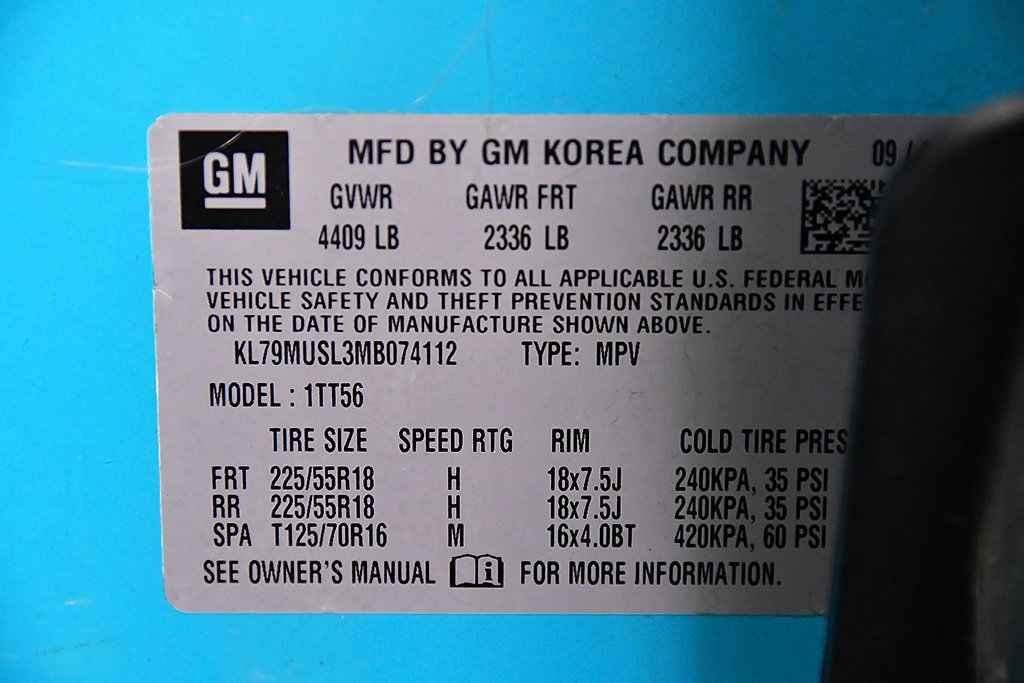 GM
MFD BY GM KOREA COMPANY 09/
GVWR GAWR FRT GAWR RR
4409 LB 2336 LB 2336 LB
THIS VEHICLE CONFORMS TO ALL APPLICABLE U.S. FEDERAL
VEHICLE SAFETY AND THEFT PREVENTION STANDARDS IN
ON THE DATE OF MANUFACTURE SHOWN ABOVE.
KL79MUSL3MB074112 TYPE: MPV
MODEL : 1TT56
TIRE SIZE SPEED RTG RIM COLD TIRE PRES
FRT 225/55R18 H 18x7.5J 240KPA, 35 PSI
RR 225/55R18 H 18x7.5J 240KPA, 35 PSI
SPA T125/70R16 M 16x4.0BT 420KPA, 60 PSI
SEE OWNER'S MANUAL i FOR MORE INFORMATION.